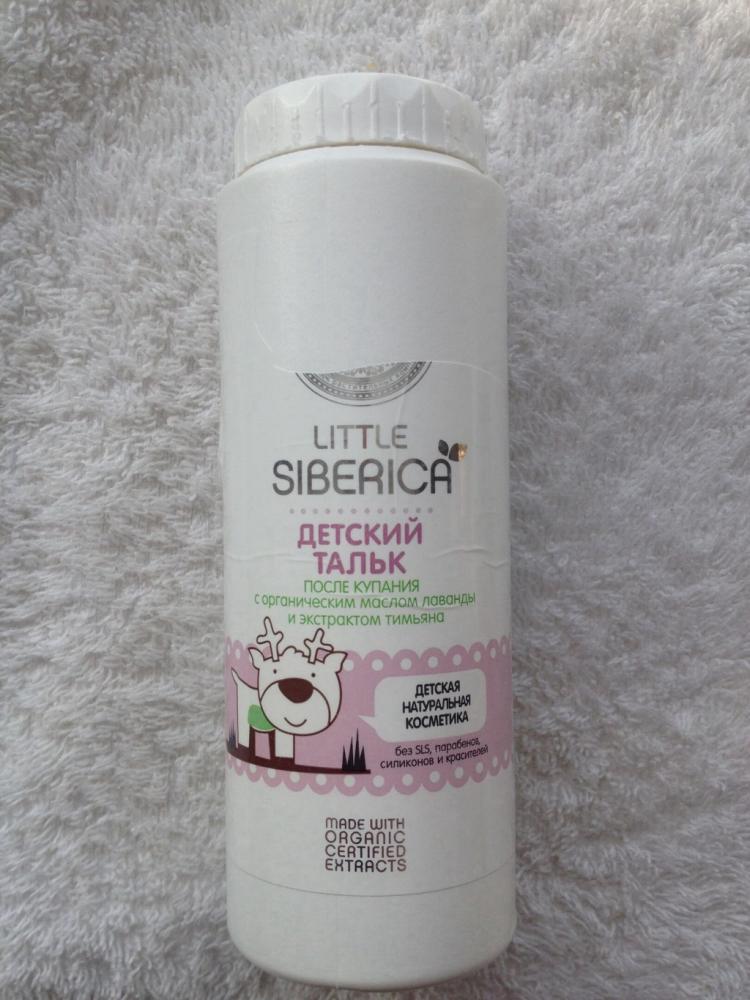 LITTLE
SIBERICA
ДЕТСКИЙ
ТАЛЬК
ПОСЛЕ КУПАНИЯ
с органическим маслом лаванды
и экстрактом тимьяна
ДЕТСКАЯ
НАТУРАЛЬНАЯ
КОСМЕТИКА
без SLS, парабенов,
силиконов и красителей
MADE WITH
ORGANIC
CERTIFIED
EXTRACTS